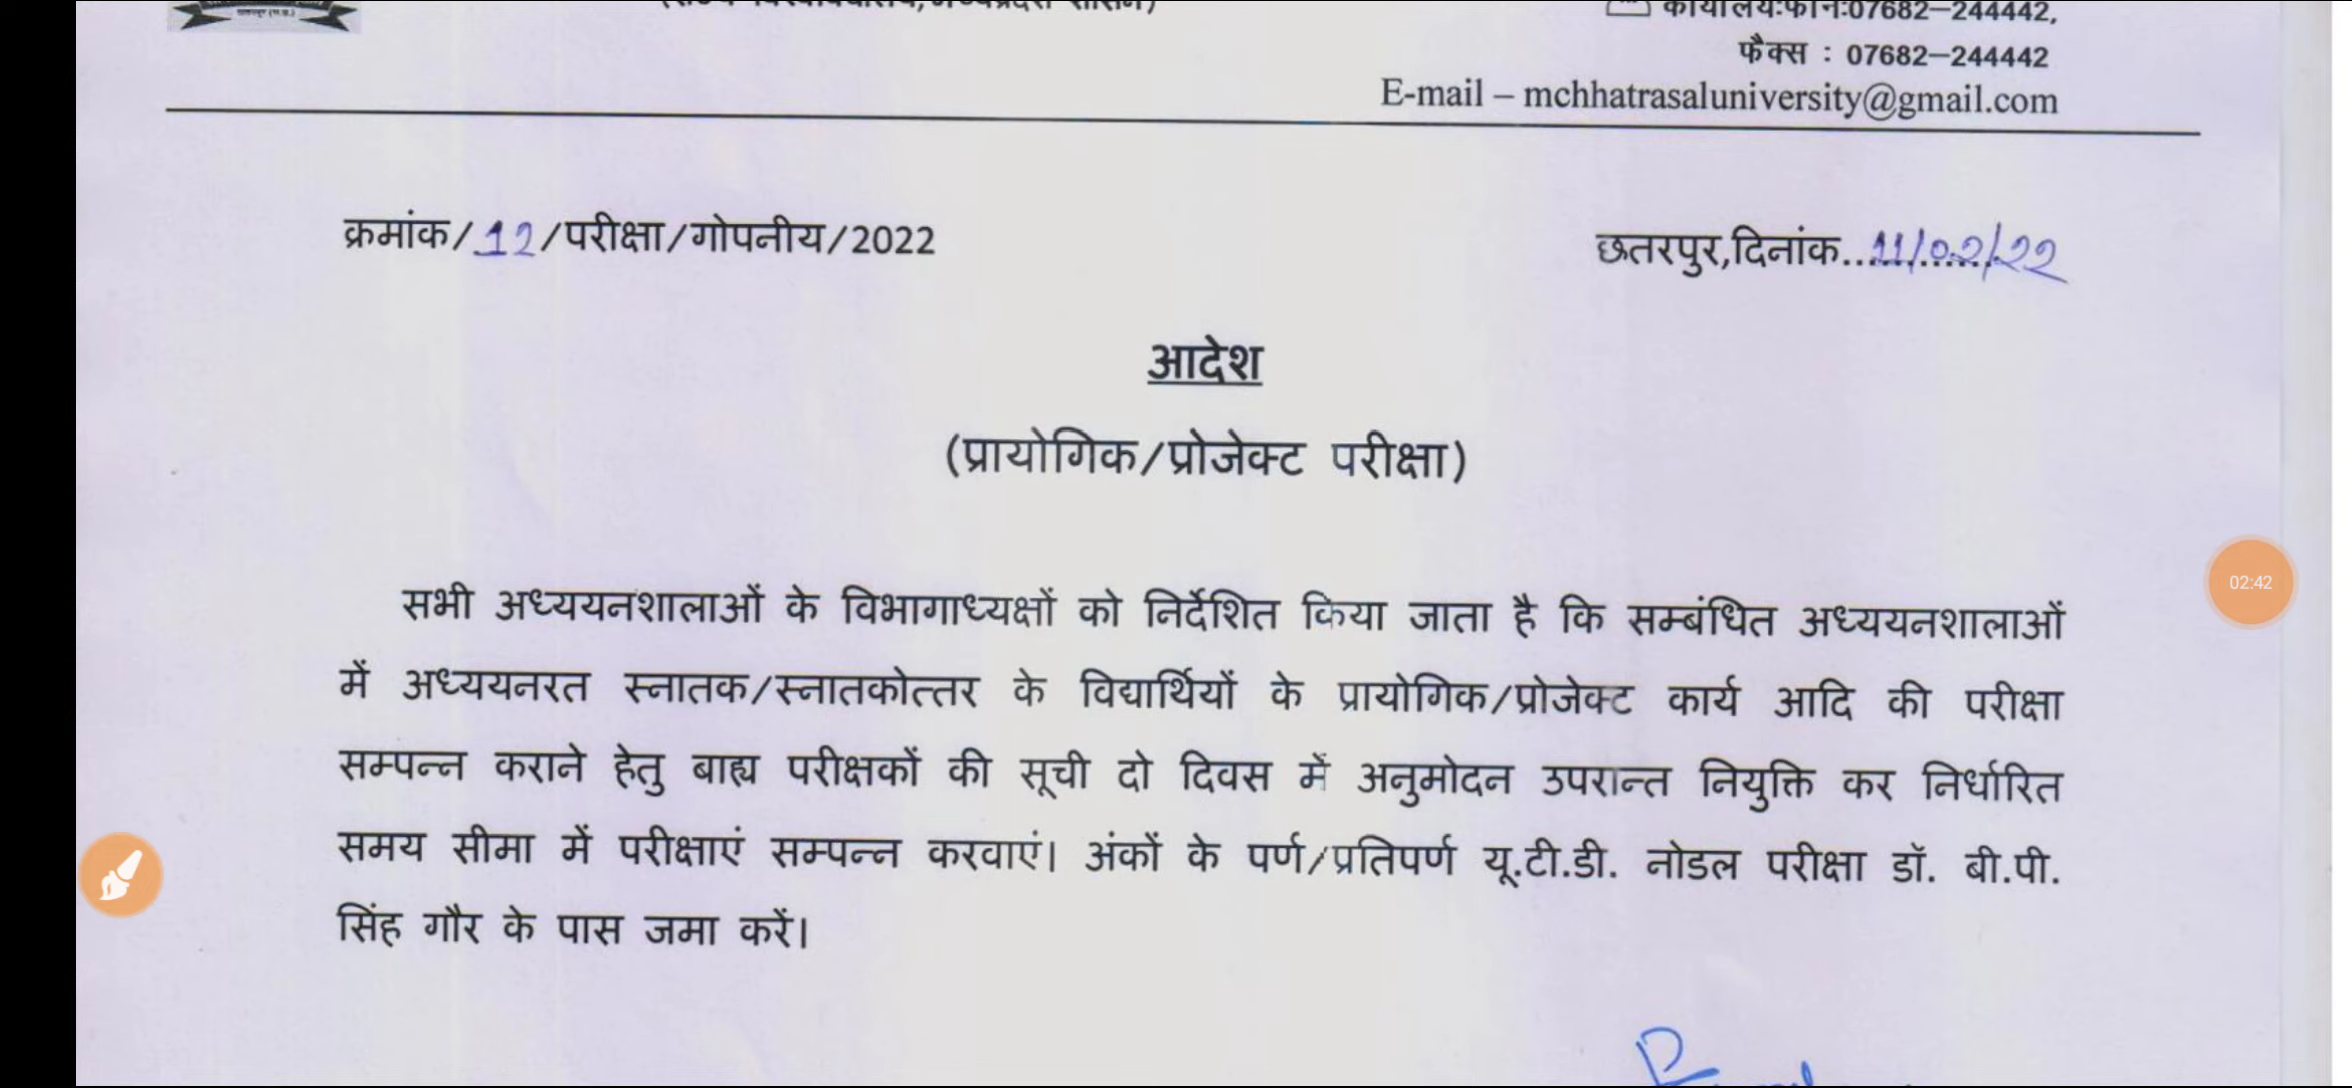 कार्यालय:फोन:07682–244442,
फैक्स : 07682–244442
E-mail – mchhatrasaluniversity@gmail.com
क्रमांक/12/परीक्षा/गोपनीय/2022
छतरपुर,दिनांक...11/02/22
आदेश
(प्रायोगिक/प्रोजेक्ट परीक्षा)
सभी अध्ययनशालाओं के विभागाध्यक्षों को निर्देशित किया जाता है कि सम्बंधित अध्ययनशालाओं
में अध्ययनरत स्नातक/स्नातकोत्तर के विद्यार्थियों के प्रायोगिक/प्रोजेक्ट कार्य आदि की परीक्षा
सम्पन्न कराने हेतु बाह्य परीक्षकों की सूची दो दिवस में अनुमोदन उपरान्त नियुक्ति कर निर्धारित
समय सीमा में परीक्षाएं सम्पन्न करवाएं। अंकों के पर्ण/प्रतिपर्ण यू.टी.डी. नोडल परीक्षा डॉ. बी.पी.
सिंह गौर के पास जमा करें।
02:42